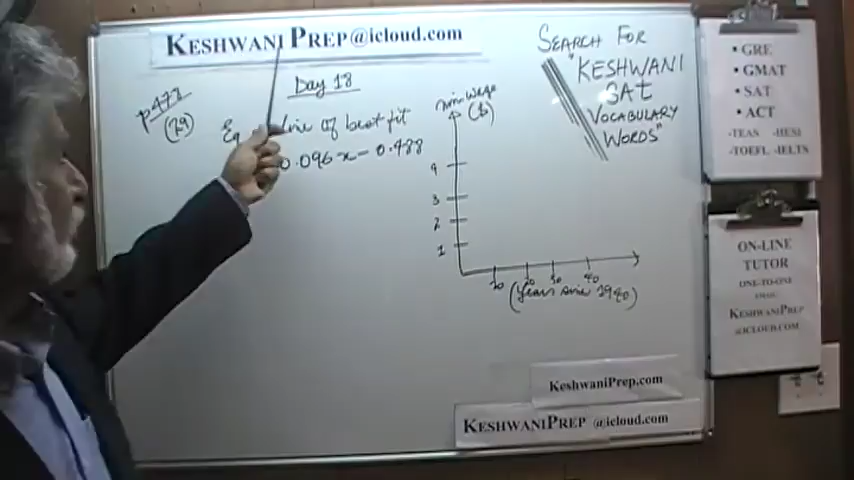 KESHWANI PREP @icloud.com
Day 18
p477
(29)
Eq line of best fit
0.096x - 0.488
min wage
($)
4
3
2
1
10 20 30 40
(Years since 1940)
SEARCH FOR
"KESHWANI
SAT
VOCABULARY
WORDS"
• GRE
• GMAT
• SAT
• ACT
-TEAS -HESI
-TOEFL -IELTS
ON-LINE
TUTOR
ONE-TO-ONE
EMAIL:
KESHWANIPREP
@ICLOUD.COM
KeshwaniPrep.com
KESHWANIPREP @icloud.com